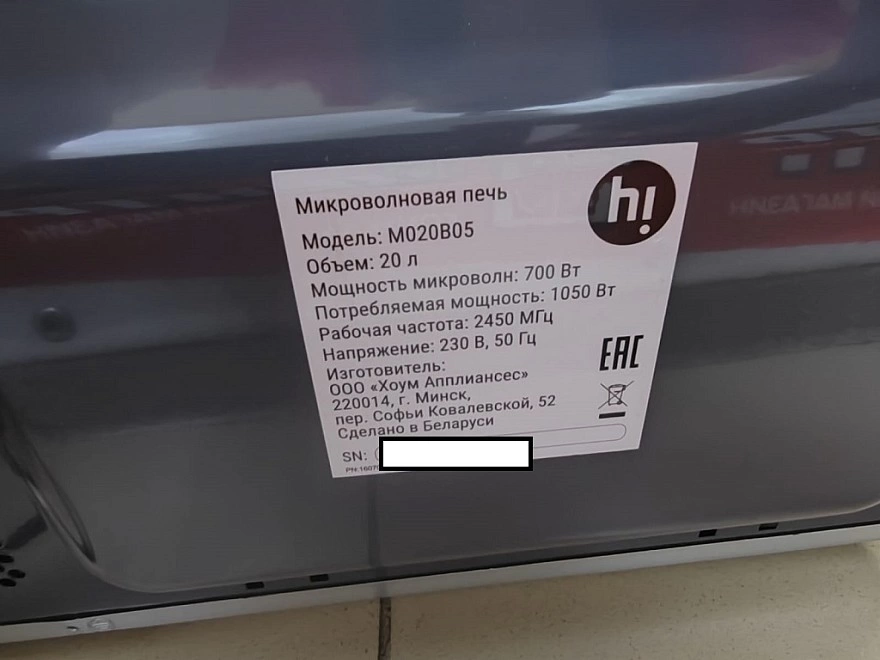 Микроволновая печь
hi
Модель: M020B05
Объем: 20 л
Мощность микроволн: 700 Вт
Потребляемая мощность: 1050 Вт
Рабочая частота: 2450 МГц
Напряжение: 230 В, 50 Гц
Изготовитель:
ООО «Хоум Апплиансес»
220014, г. Минск,
пер. Софьи Ковалевской, 52
Сделано в Беларуси
EAC
SN: